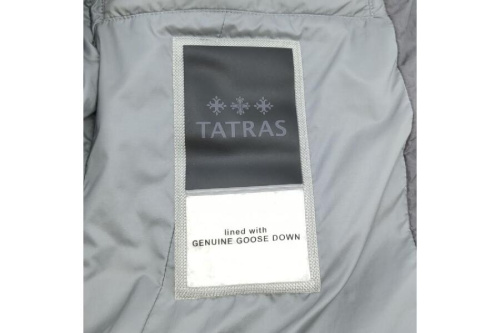 TATRAS
lined with
GENUINE GOOSE DOWN